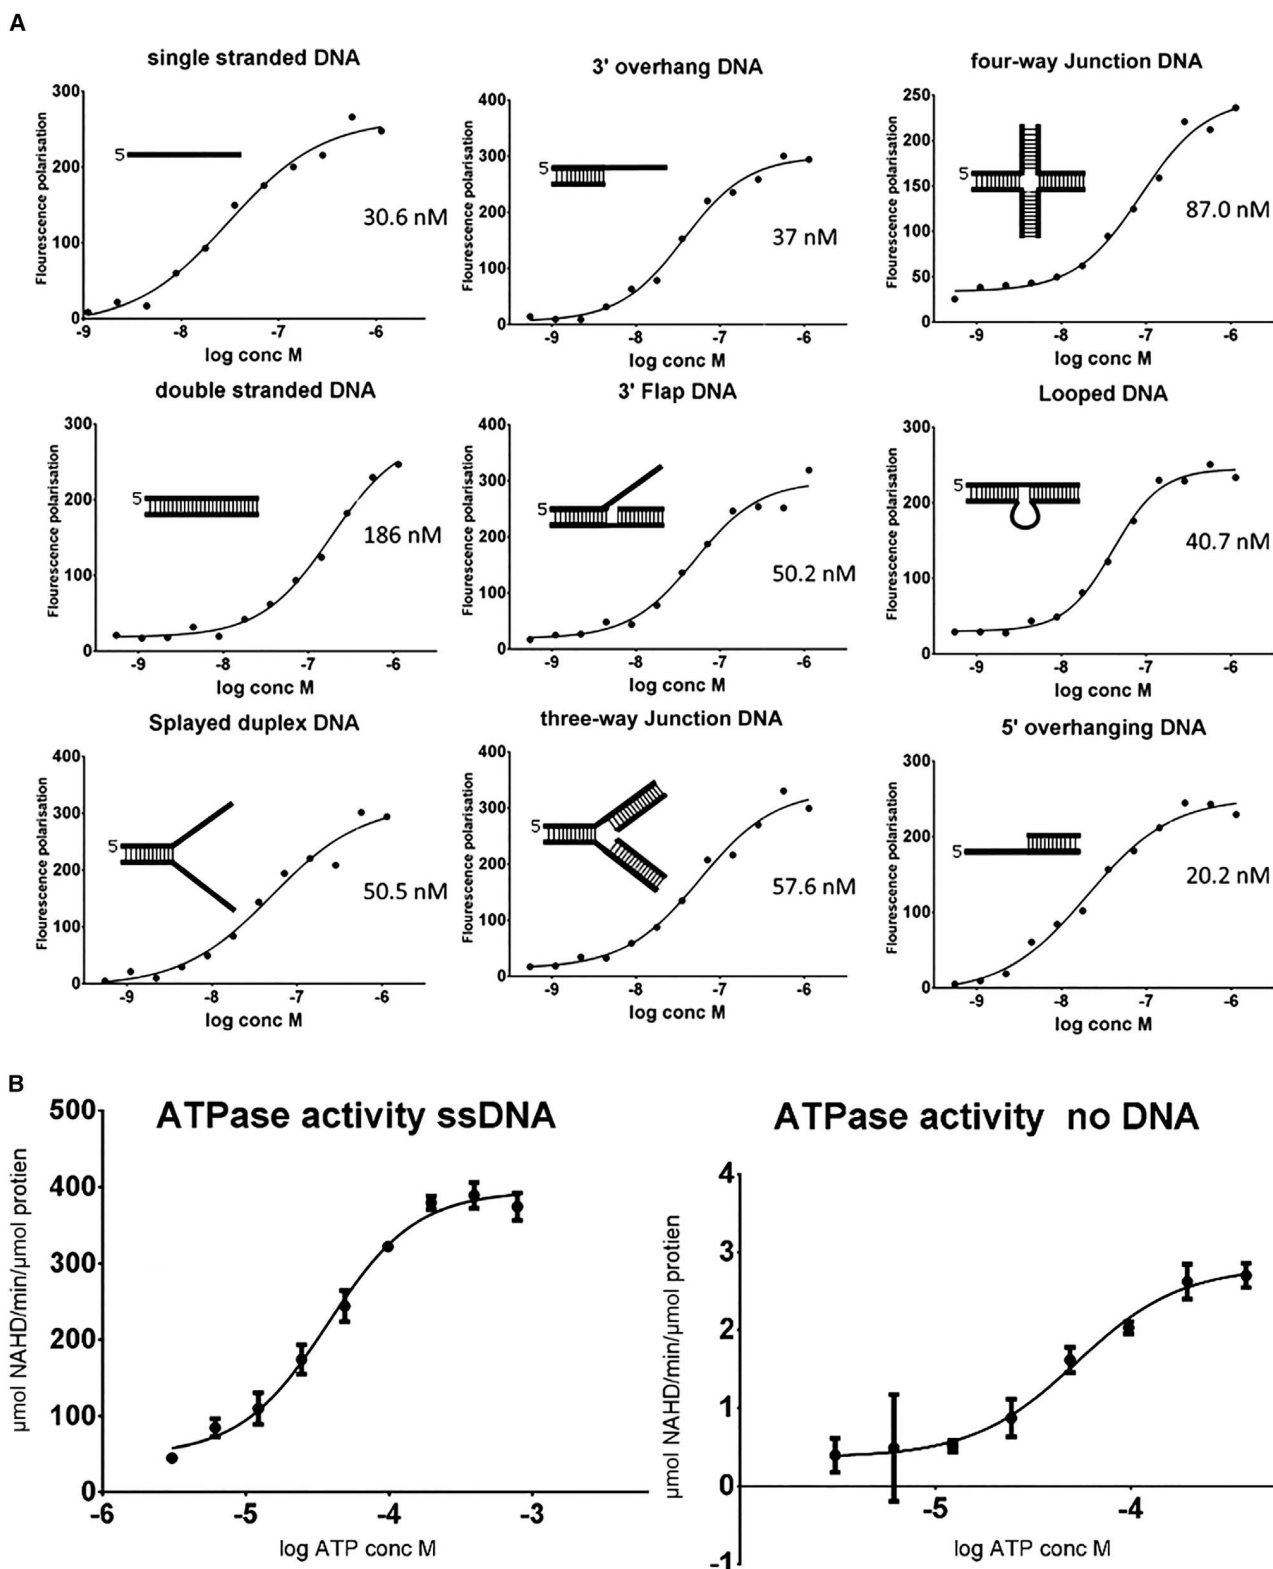 A
single stranded DNA
Flourescence polarisation
300
200
100
0
5
30.6 nM
-9 -8 -7 -6
log conc M
3' overhang DNA
Flourescence polarisation
400
300
200
100
0
5
37 nM
-9 -8 -7 -6
log conc M
four-way Junction DNA
Flourescence polarisation
250
200
150
100
50
0
5
87.0 nM
-9 -8 -7 -6
log conc M
double stranded DNA
Flourescence polarisation
300
200
100
0
5
186 nM
-9 -8 -7 -6
log conc M
3' Flap DNA
Flourescence polarisation
400
300
200
100
0
5
50.2 nM
-9 -8 -7 -6
log conc M
Looped DNA
Flourescence polarisation
300
200
100
0
5
40.7 nM
-9 -8 -7 -6
log conc M
Splayed duplex DNA
Flourescence polarisation
400
300
200
100
0
5
50.5 nM
-9 -8 -7 -6
log conc M
three-way Junction DNA
Flourescence polarisation
400
300
200
100
0
5
57.6 nM
-9 -8 -7 -6
log conc M
5' overhanging DNA
Flourescence polarisation
300
200
100
0
5
20.2 nM
-9 -8 -7 -6
log conc M
B
ATPase activity ssDNA
µmol NAHD/min/µmol protien
500
400
300
200
100
0
-6 -5 -4 -3
log ATP conc M
ATPase activity no DNA
µmol NAHD/min/µmol protien
4
3
2
1
0
-1
-5 -4
log ATP conc M